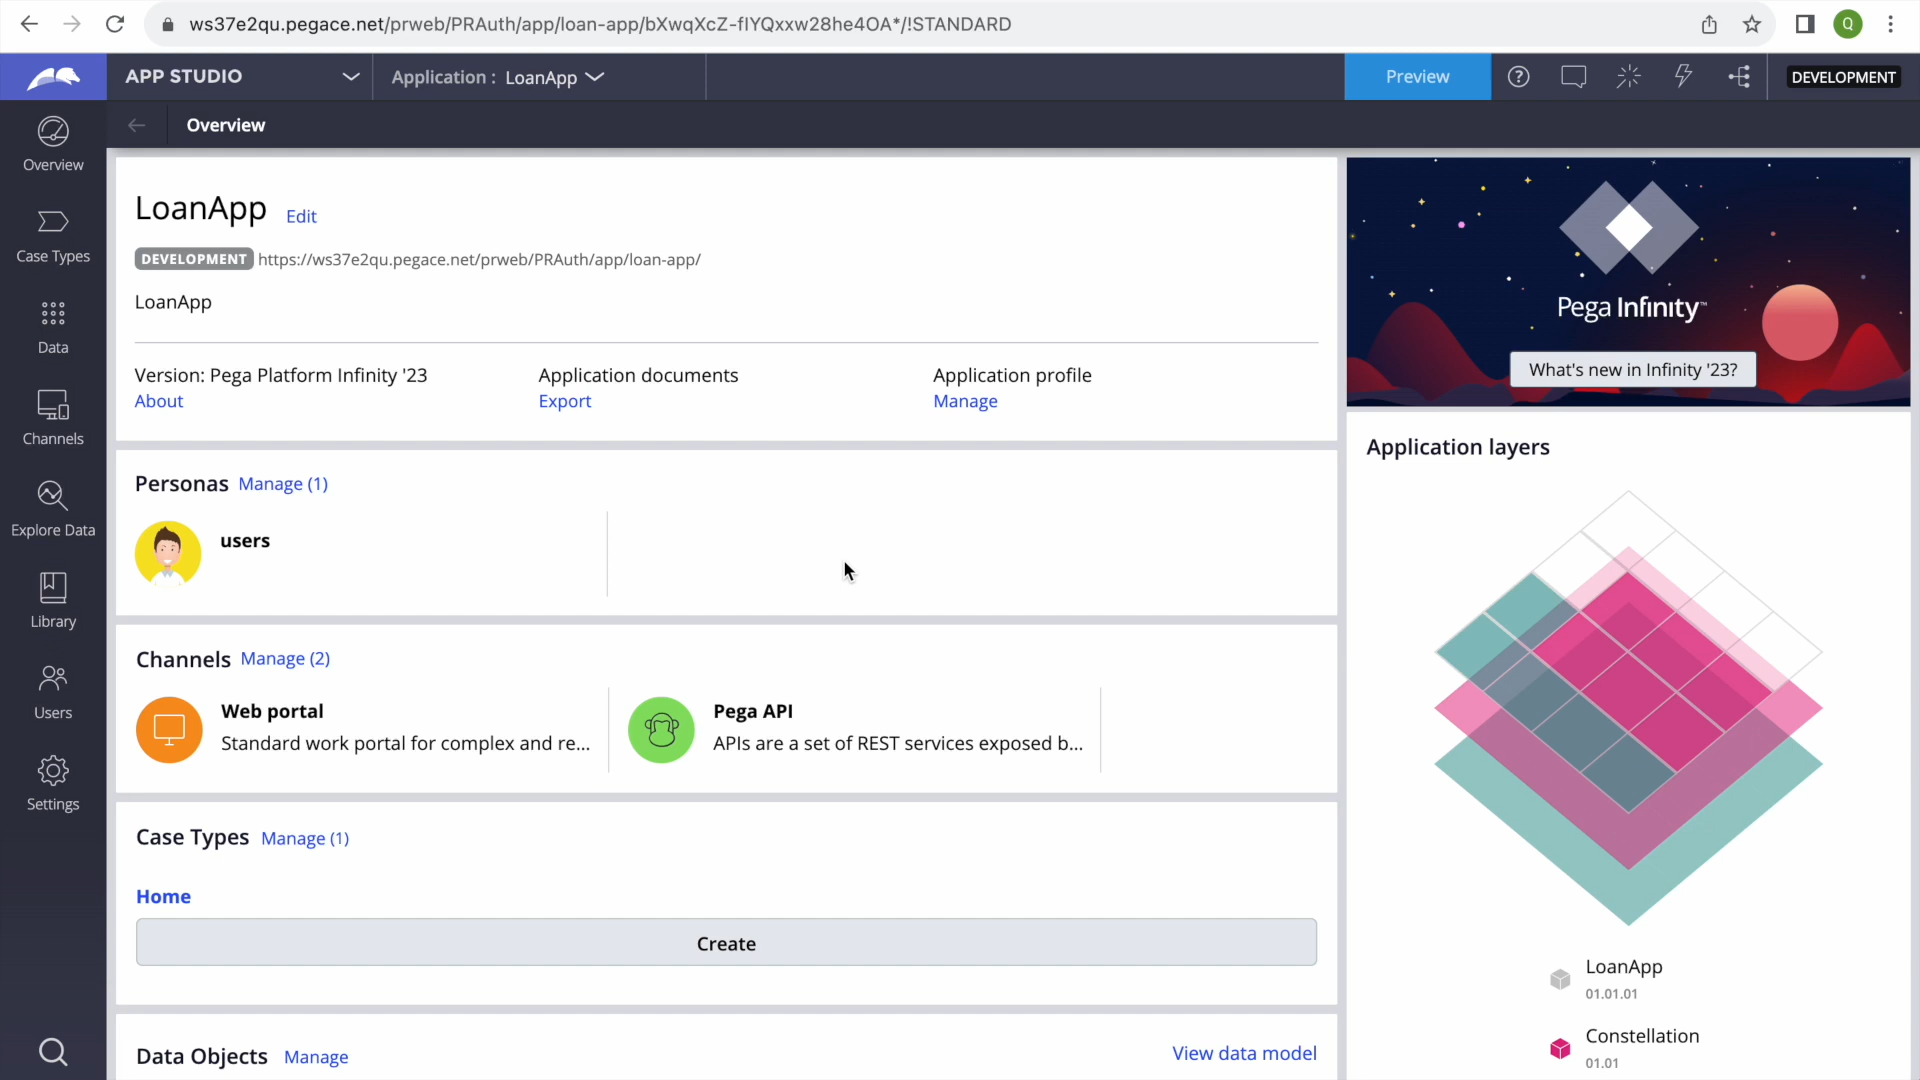 ws37e2qu.pegace.net/prweb/PRAuth/app/loan-app/bXwqXcZ-fIYQxxw28he4OA*/!STANDARD
Q
APP STUDIO
Application : LoanApp
Preview
DEVELOPMENT
Overview
Overview
Case Types
Data
Channels
Explore Data
Library
Users
Settings
LoanApp Edit
DEVELOPMENT https://ws37e2qu.pegace.net/prweb/PRAuth/app/loan-app/
LoanApp
Version: Pega Platform Infinity '23
About
Application documents
Export
Application profile
Manage
Personas Manage (1)
users
Channels Manage (2)
Web portal
Standard work portal for complex and re...
Pega API
APIs are a set of REST services exposed b...
Case Types Manage (1)
Home
Create
Data Objects Manage
View data model
Pega Infinity™
What's new in Infinity '23?
Application layers
LoanApp
01.01.01
Constellation
01.01